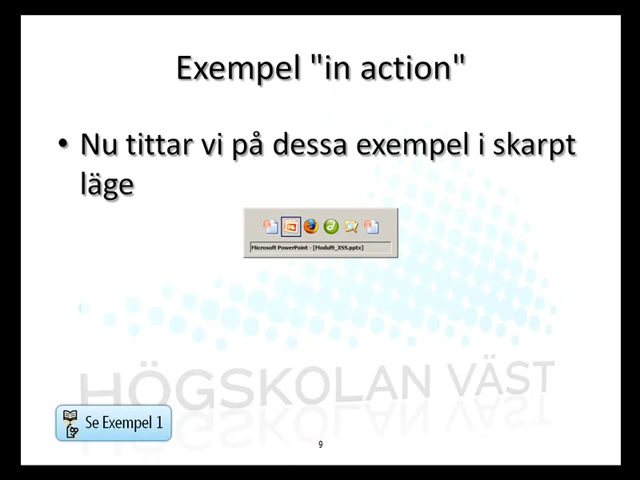 Exempel "in action"
• Nu tittar vi på dessa exempel i skarpt
läge
Microsoft PowerPoint - [Modul9_XSS.pptx]
HÖGSKOLAN VÄST
Se Exempel 1
9